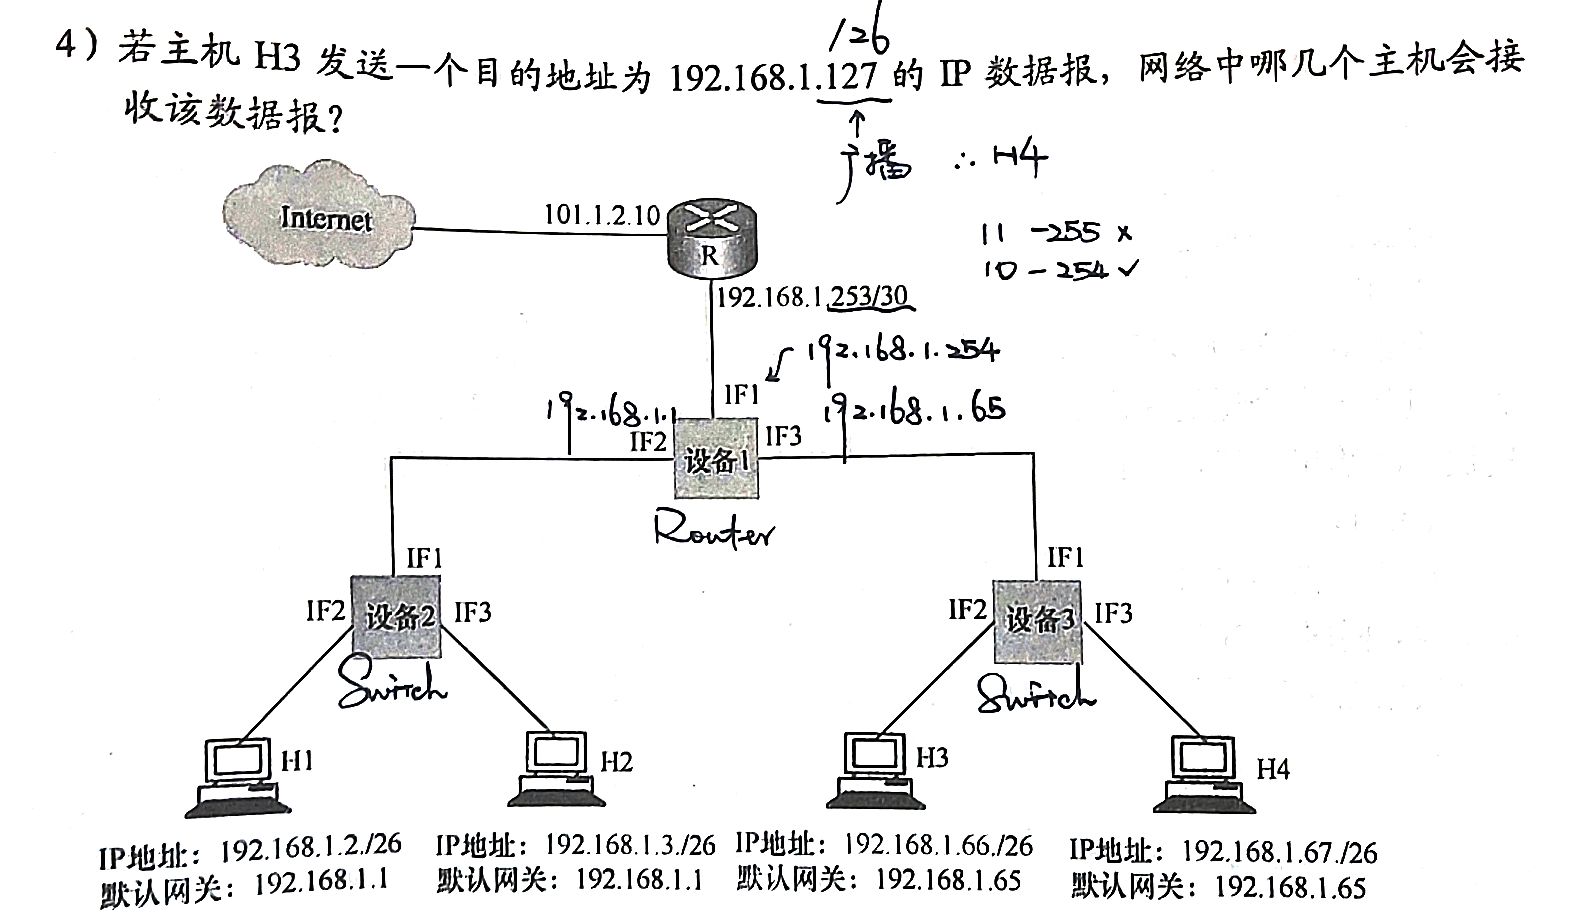 /26
4）若主机 H3 发送一个目的地址为 192.168.1.127 的 IP 数据报，网络中哪几个主机会接
收该数据报？
↑
广播 ∴ H4
Internet
101.1.2.10
R
11 -255 ×
10 - 254 ✓
192.168.1.253/30
192.168.1.254
IF1
192.168.1.1
192.168.1.65
IF2
设备1
IF3
Router
IF1
IF1
IF2
设备2
IF3
IF2
设备3
IF3
Switch
Switch
H1
H2
H3
H4
IP地址：192.168.1.2./26
IP地址：192.168.1.3./26
IP地址：192.168.1.66./26
IP地址：192.168.1.67./26
默认网关：192.168.1.1
默认网关：192.168.1.1
默认网关：192.168.1.65
默认网关：192.168.1.65